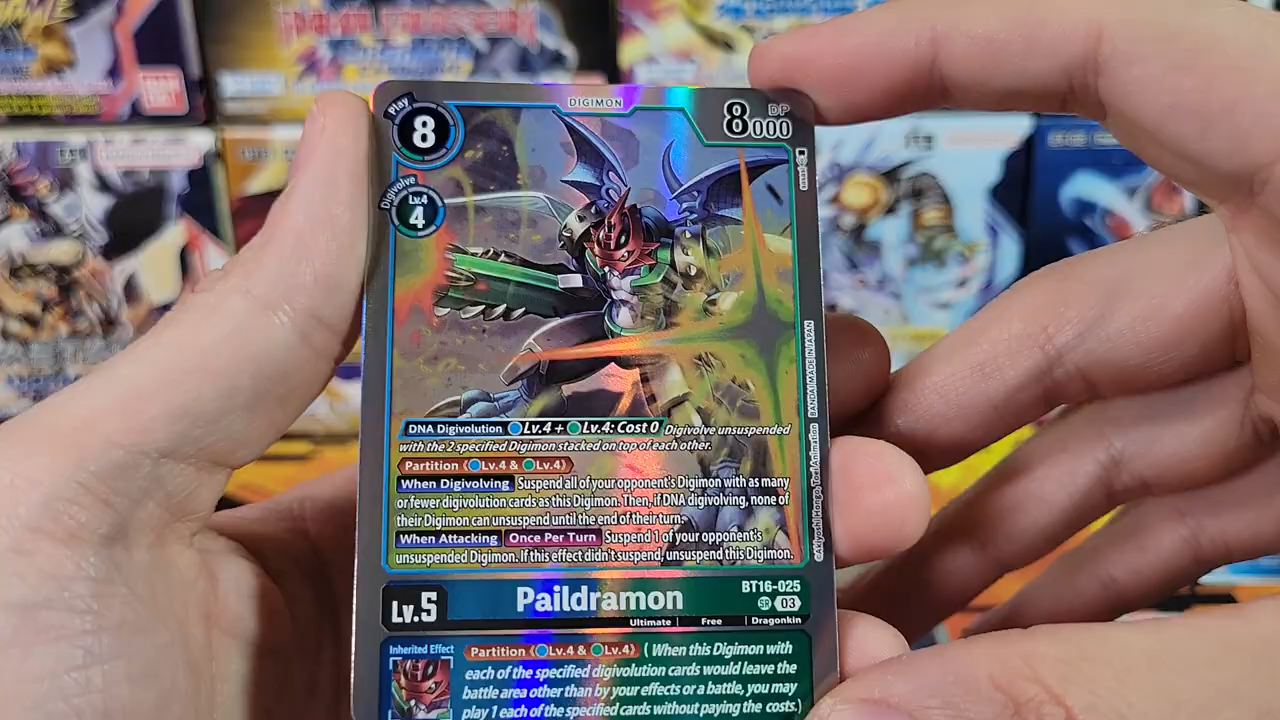 DIGIMON
Play
8
8000
DP
Digivolve
Lv.4
4
DNA Digivolution Lv.4 + Lv.4: Cost 0 Digivolve unsuspended
with the 2 specified Digimon stacked on top of each other.
Partition (Lv.4 & Lv.4)
When Digivolving Suspend all of your opponent's Digimon with as many
or fewer digivolution cards as this Digimon. Then, if DNA digivolving, none of
their Digimon can unsuspend until the end of their turn.
When Attacking Once Per Turn Suspend 1 of your opponent's
unsuspended Digimon. If this effect didn't suspend, unsuspend this Digimon.
©Akiyoshi Hongo, Toei Animation BANDAI MADE IN JAPAN
Lv.5
Paildramon
BT16-025
SR 03
Ultimate | Free | Dragonkin
Inherited Effect
Partition (Lv.4 & Lv.4) (When this Digimon with
each of the specified digivolution cards would leave the
battle area other than by your effects or a battle, you may
play 1 each of the specified cards without paying the costs.)